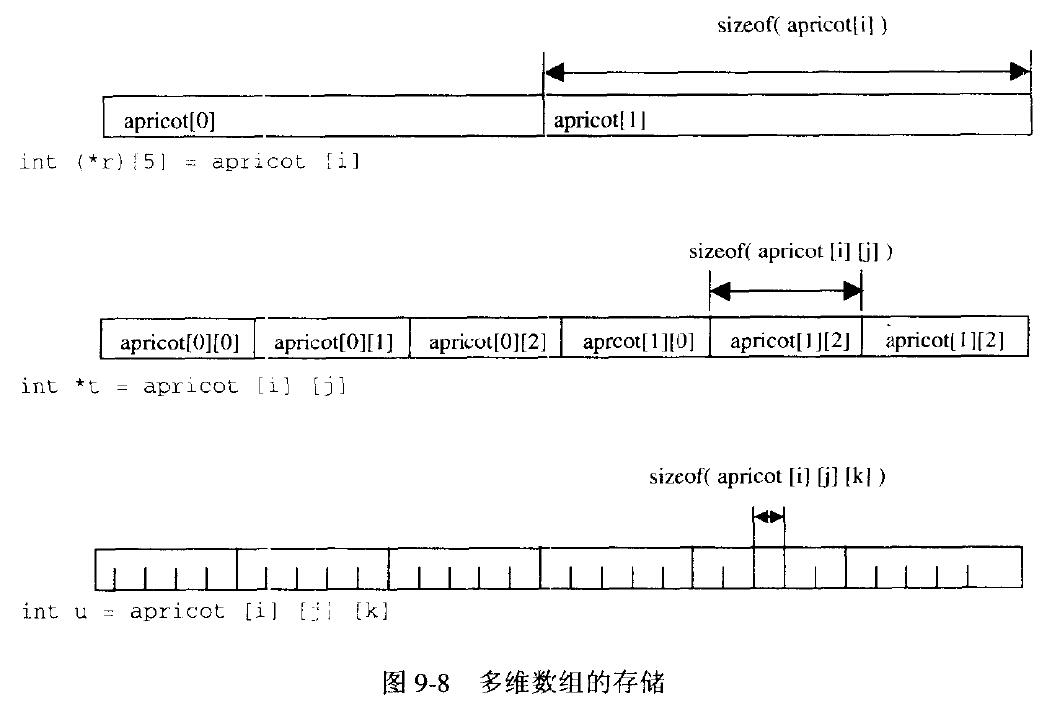 sizeof( apricot[i] )
apricot[0] apricot[1]
int (*r)[5] = apricot [i]
sizeof( apricot [i] [j] )
apricot[0][0] apricot[0][1] apricot[0][2] aprcot[1][0] apricot[1][2] apricot[1][2]
int *t = apricot [i] [j]
sizeof( apricot [i] [j] [k] )
int u = apricot [i] [j] [k]
图 9-8 多维数组的存储